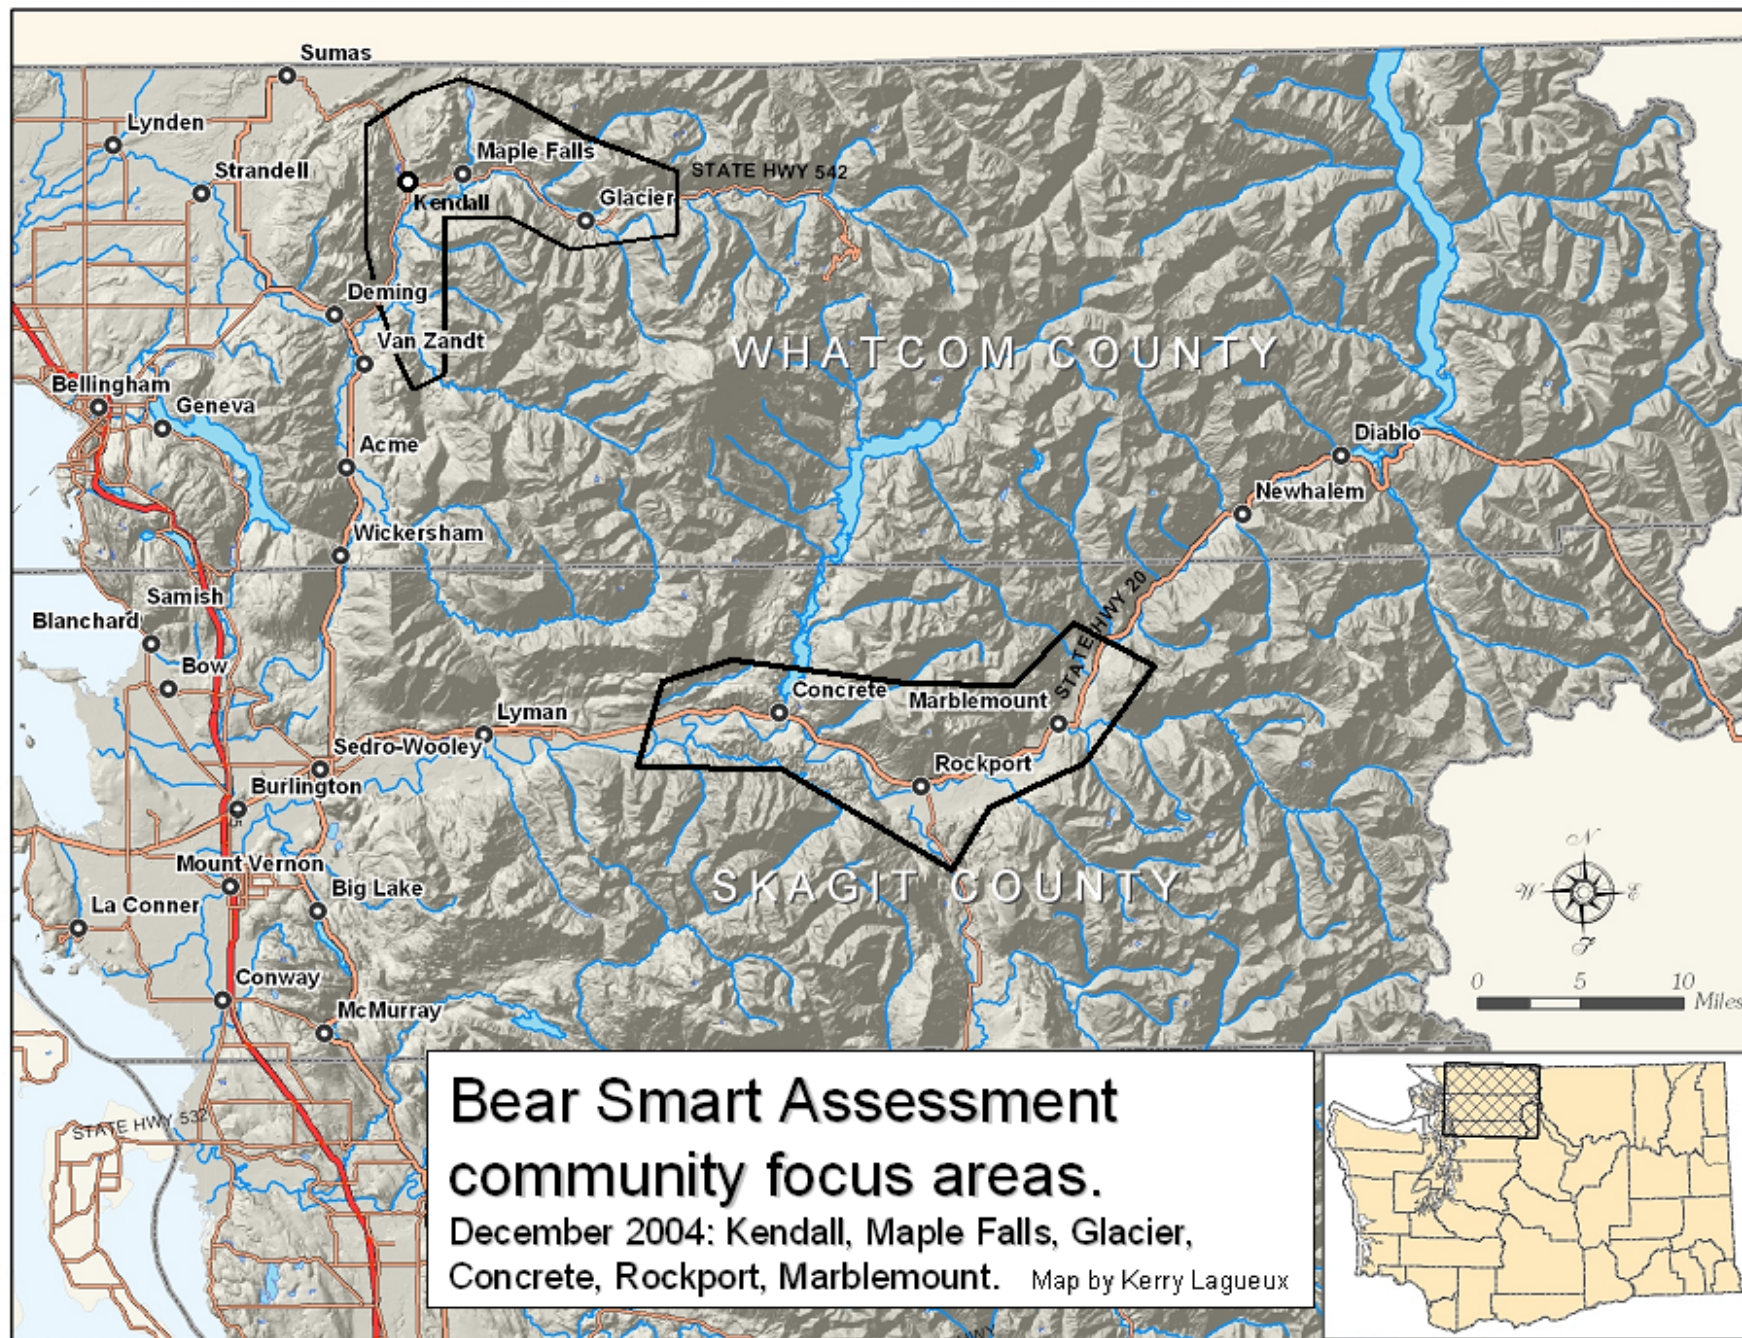 Sumas
Lynden
Strandell
Maple Falls
STATE HWY 542
Kendall
Glacier
Deming
Van Zandt
WHATCOM COUNTY
Bellingham
Geneva
Acme
Diablo
Newhalem
Wickersham
Samish
Blanchard
Bow
STATE HWY 20
Concrete
Marblemount
Lyman
Sedro-Wooley
Rockport
Burlington
Mount Vernon
SKAGIT COUNTY
Big Lake
La Conner
Conway
McMurray
N
W
E
0 5 10
Miles
STATE HWY 532
Bear Smart Assessment
community focus areas.
December 2004: Kendall, Maple Falls, Glacier,
Concrete, Rockport, Marblemount. Map by Kerry Lagueux